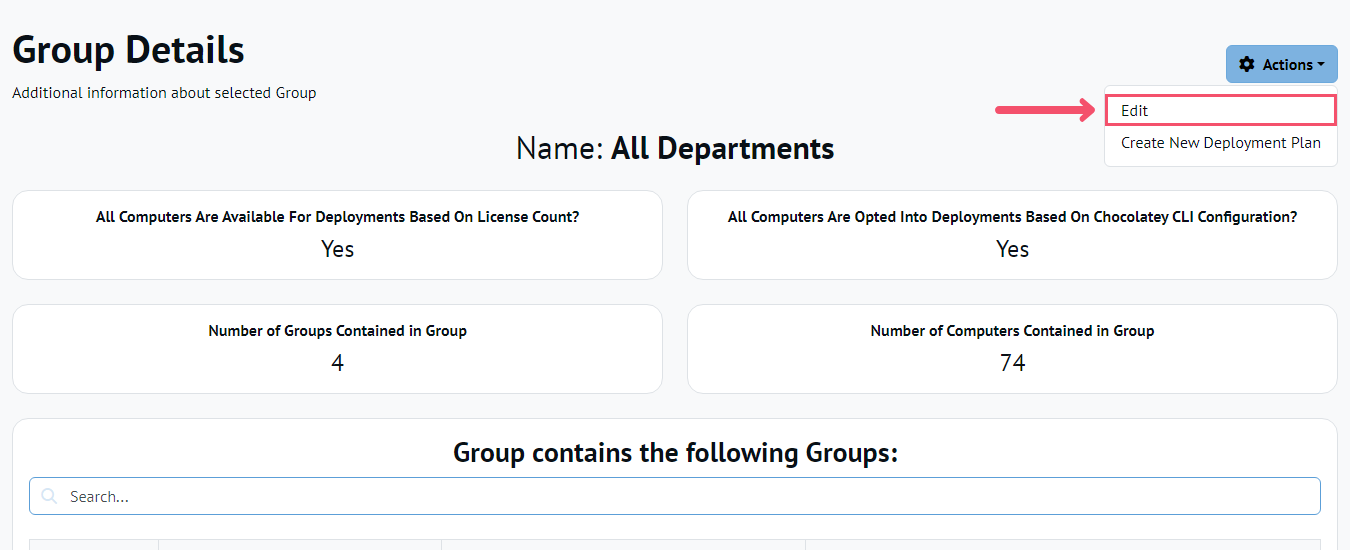 Group Details
Actions
Additional information about selected Group
Edit
Create New Deployment Plan
Name: All Departments
All Computers Are Available For Deployments Based On License Count?
Yes
All Computers Are Opted Into Deployments Based On Chocolatey CLI Configuration?
Yes
Number of Groups Contained in Group
4
Number of Computers Contained in Group
74
Group contains the following Groups:
Search...